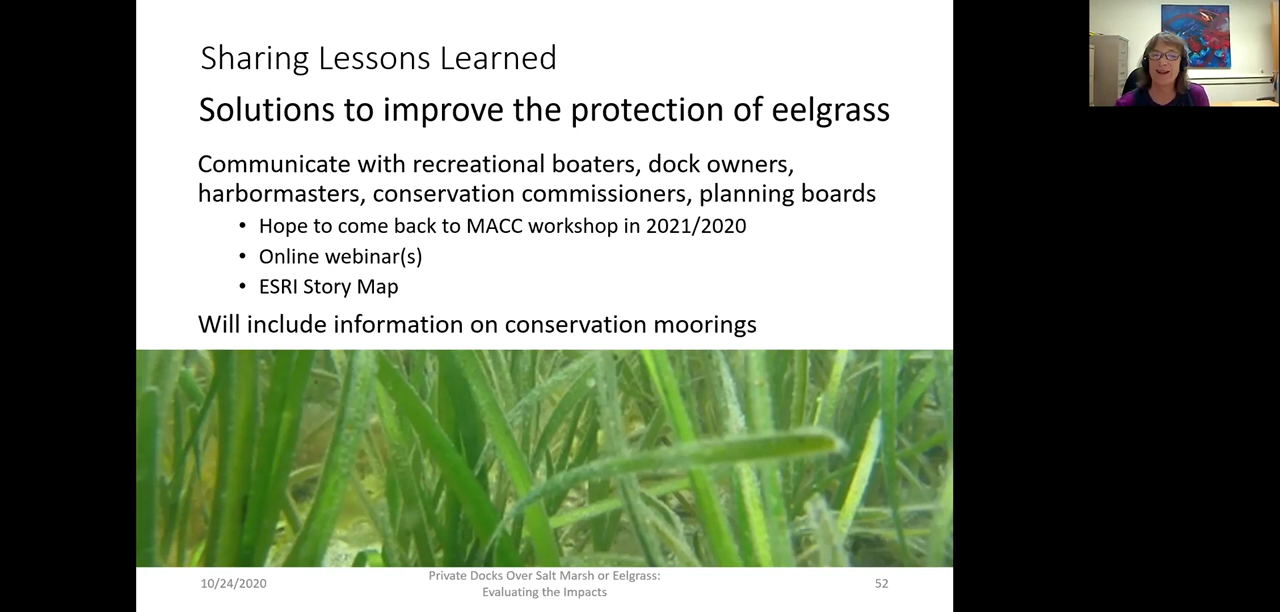 Sharing Lessons Learned
Solutions to improve the protection of eelgrass
Communicate with recreational boaters, dock owners,
harbormasters, conservation commissioners, planning boards
• Hope to come back to MACC workshop in 2021/2020
• Online webinar(s)
• ESRI Story Map
Will include information on conservation moorings
10/24/2020
Private Docks Over Salt Marsh or Eelgrass:
Evaluating the Impacts
52